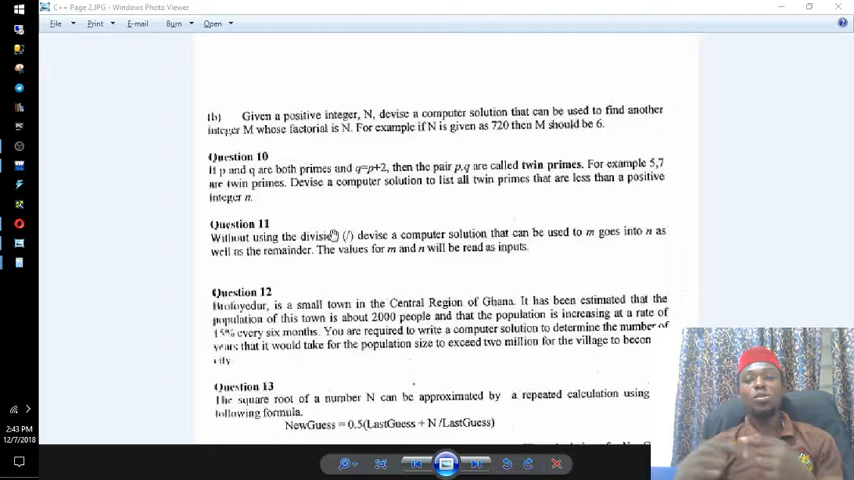 C++ Page 2.JPG - Windows Photo Viewer
File Print E-mail Burn Open
(b) Given a positive integer, N, devise a computer solution that can be used to find another
integer M whose factorial is N. For example if N is given as 720 then M should be 6.
Question 10
If p and q are both primes and q=p+2, then the pair p,q are called twin primes. For example 5,7
are twin primes. Devise a computer solution to list all twin primes that are less than a positive
integer n.
Question 11
Without using the (/) devise a computer solution that can be used to m goes into n as
well as the remainder. The values for m and n will be read as inputs.
Question 12
Brofoyedur, is a small town in the Central Region of Ghana. It has been estimated that the
population of this town is about 2000 people and that the population is increasing at a rate of
15% every six months. You are required to write a computer solution to determine the number of
years that it would take for the population size to exceed two million for the village to becom
city.
Question 13
The square root of a number N can be approximated by a repeated calculation using
following formula.
NewGuess = 0.5(LastGuess + N /LastGuess)
2:43 PM
12/7/2018